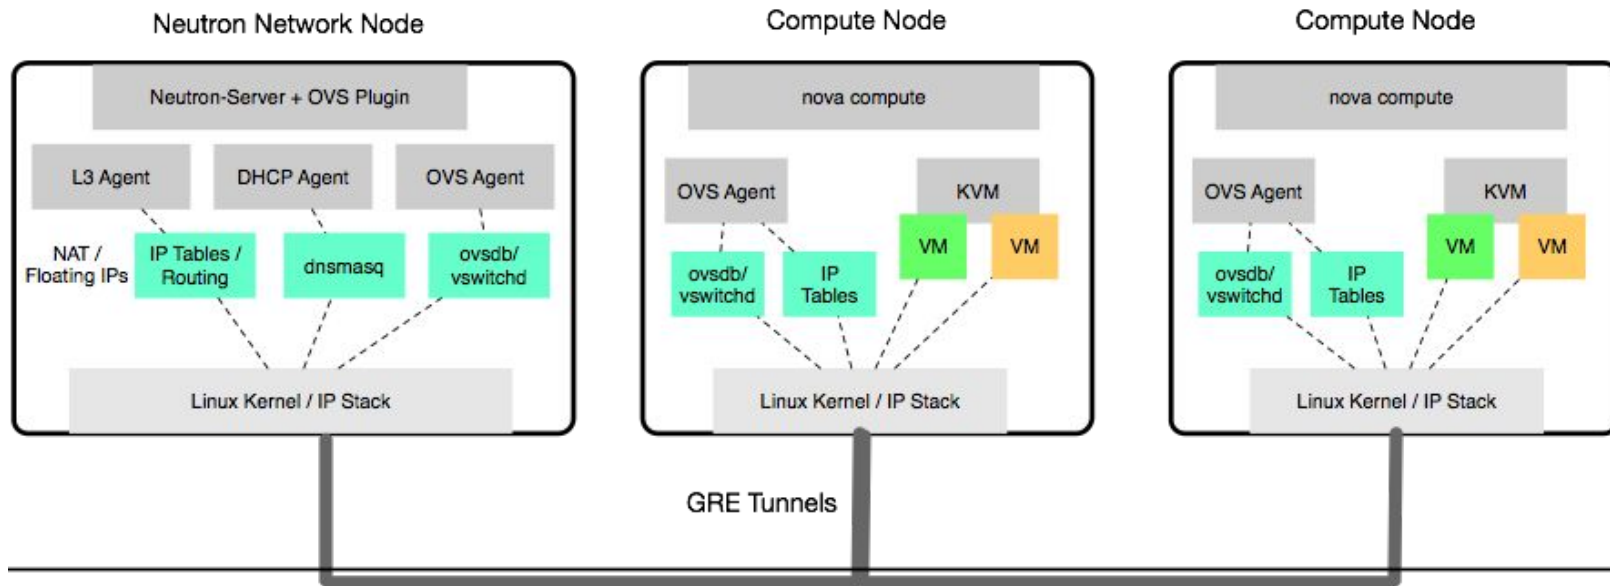 Neutron Network Node
Compute Node
Compute Node
Neutron-Server + OVS Plugin
L3 Agent
DHCP Agent
OVS Agent
NAT /
Floating IPs
IP Tables /
Routing
dnsmasq
ovsdb/
vswitchd
Linux Kernel / IP Stack
nova compute
OVS Agent
KVM
VM
VM
ovsdb/
vswitchd
IP
Tables
Linux Kernel / IP Stack
nova compute
OVS Agent
KVM
VM
VM
ovsdb/
vswitchd
IP
Tables
Linux Kernel / IP Stack
GRE Tunnels